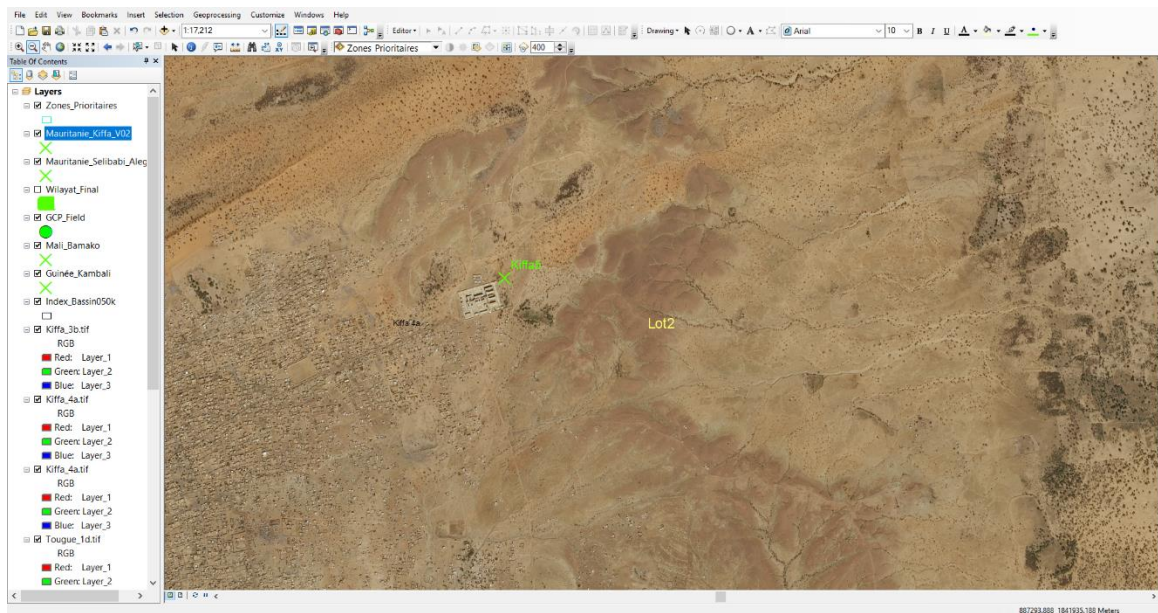 File Edit View Bookmarks Insert Selection Geoprocessing Customize Windows Help
1:17,212 Editor Drawing Arial 10 B I U A
Zones Prioritaires 400
Table Of Contents
Layers
Zones_Prioritaires
Mauritanie_Kiffa_V02
Mauritanie_Selibabi_Aleg
Wilayat_Final
GCP_Field
Mali_Bamako
Guinée_Kambali
Index_Bassin050k
Kiffa_3b.tif
RGB
Red: Layer_1
Green: Layer_2
Blue: Layer_3
Kiffa_4a.tif
RGB
Red: Layer_1
Green: Layer_2
Blue: Layer_3
Kiffa_4a.tif
RGB
Red: Layer_1
Green: Layer_2
Blue: Layer_3
Tougue_1d.tif
RGB
Red: Layer_1
Green: Layer_2
Kiffa 4a
Lot2
887293.888 1841935.188 Meters